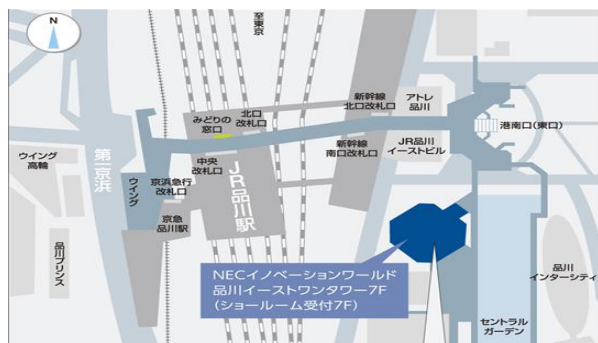 N
至東京
新幹線
北口改札口
アトレ
品川
北口
改札口
みどりの
窓口
港南口(東口)
ウイング
高輪
第一京浜
中央
改札口
新幹線
南口改札口
JR品川
イーストビル
ウイング
京浜急行
改札口
JR品川駅
京急
品川駅
品川プリンス
NECイノベーションワールド
品川イーストワンタワー7F
(ショールーム受付7F)
品川
インターシティ
セントラル
ガーデン